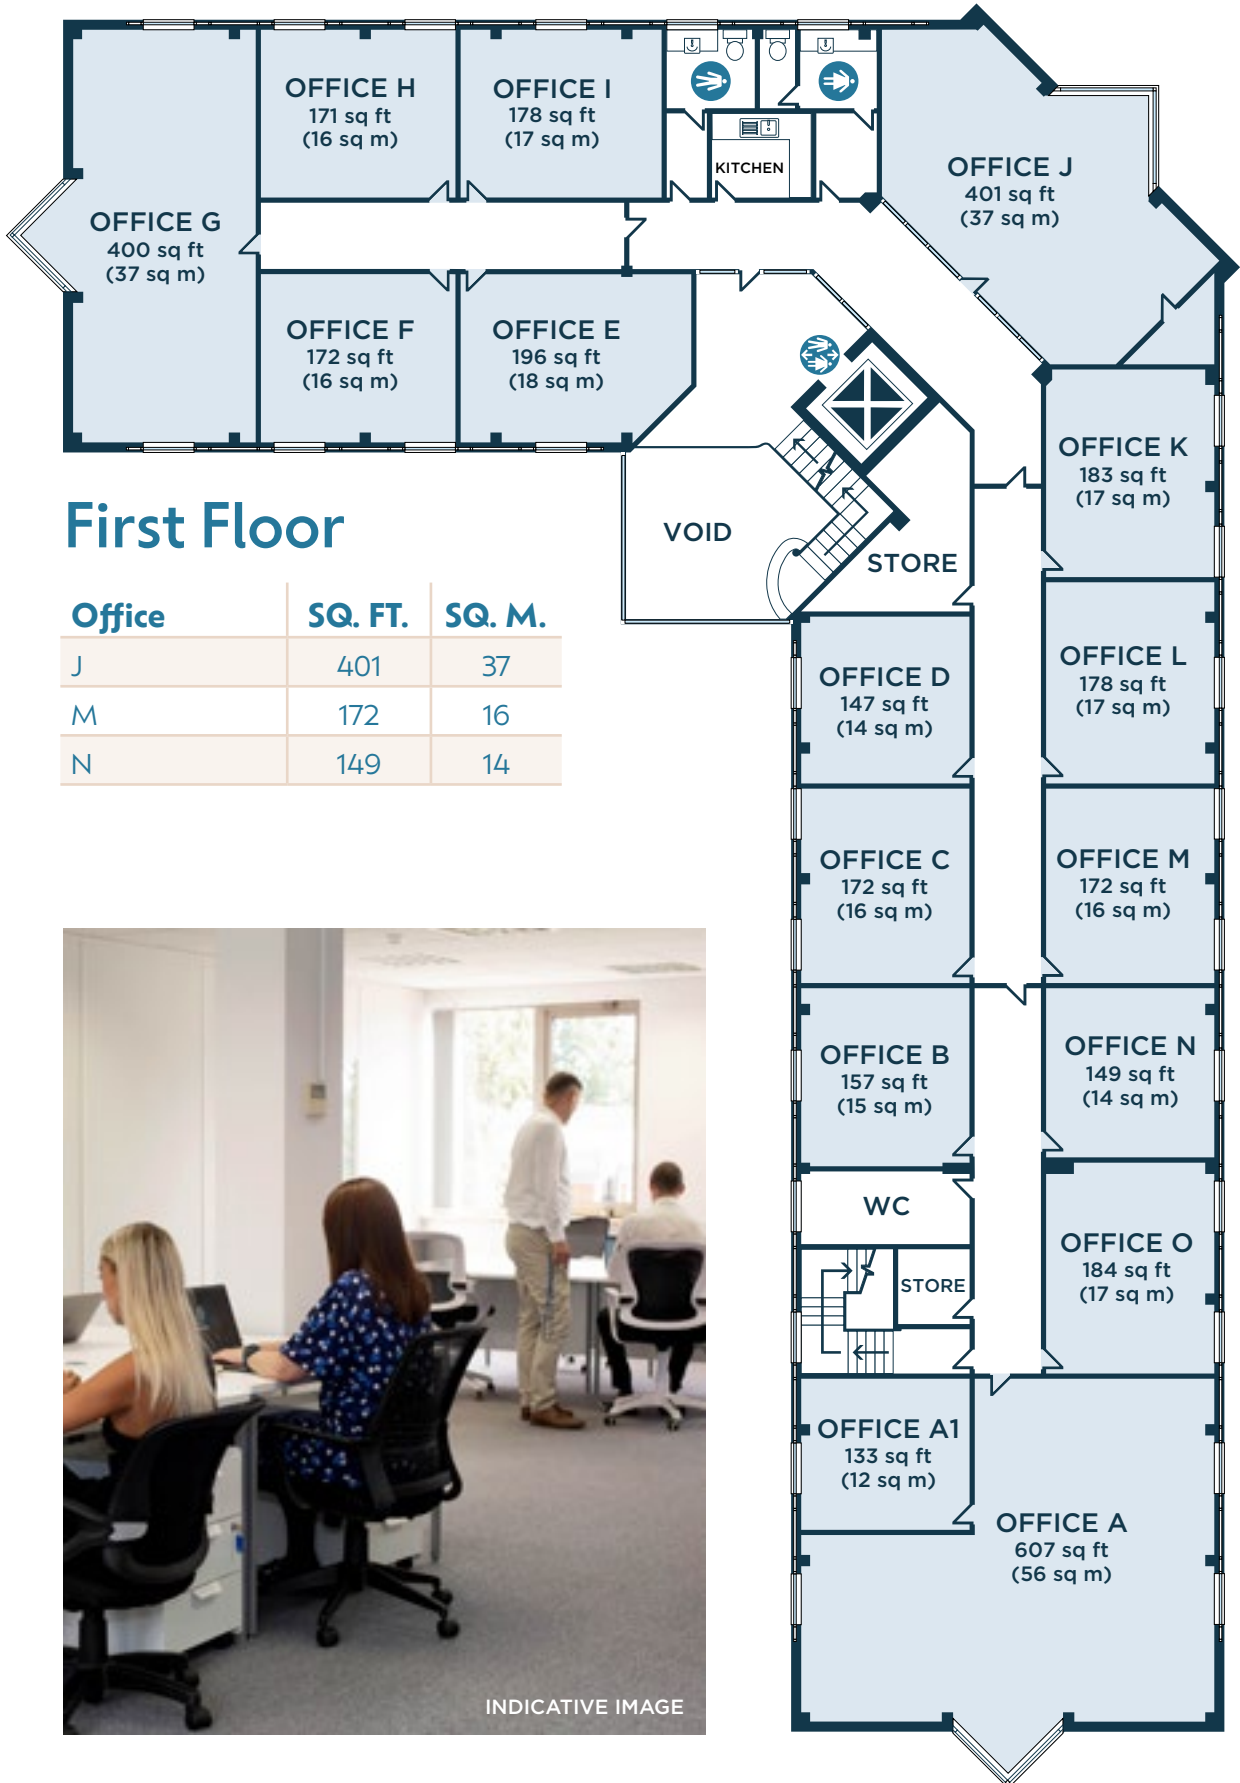 OFFICE H
171 sq ft
(16 sq m)
OFFICE I
178 sq ft
(17 sq m)
KITCHEN
OFFICE J
401 sq ft
(37 sq m)
OFFICE G
400 sq ft
(37 sq m)
OFFICE F
172 sq ft
(16 sq m)
OFFICE E
196 sq ft
(18 sq m)
OFFICE K
183 sq ft
(17 sq m)
First Floor
VOID
STORE
Office SQ. FT. SQ. M.
J 401 37
M 172 16
N 149 14
OFFICE D
147 sq ft
(14 sq m)
OFFICE L
178 sq ft
(17 sq m)
OFFICE C
172 sq ft
(16 sq m)
OFFICE M
172 sq ft
(16 sq m)
OFFICE B
157 sq ft
(15 sq m)
OFFICE N
149 sq ft
(14 sq m)
WC
OFFICE O
184 sq ft
(17 sq m)
STORE
OFFICE A1
133 sq ft
(12 sq m)
OFFICE A
607 sq ft
(56 sq m)
INDICATIVE IMAGE